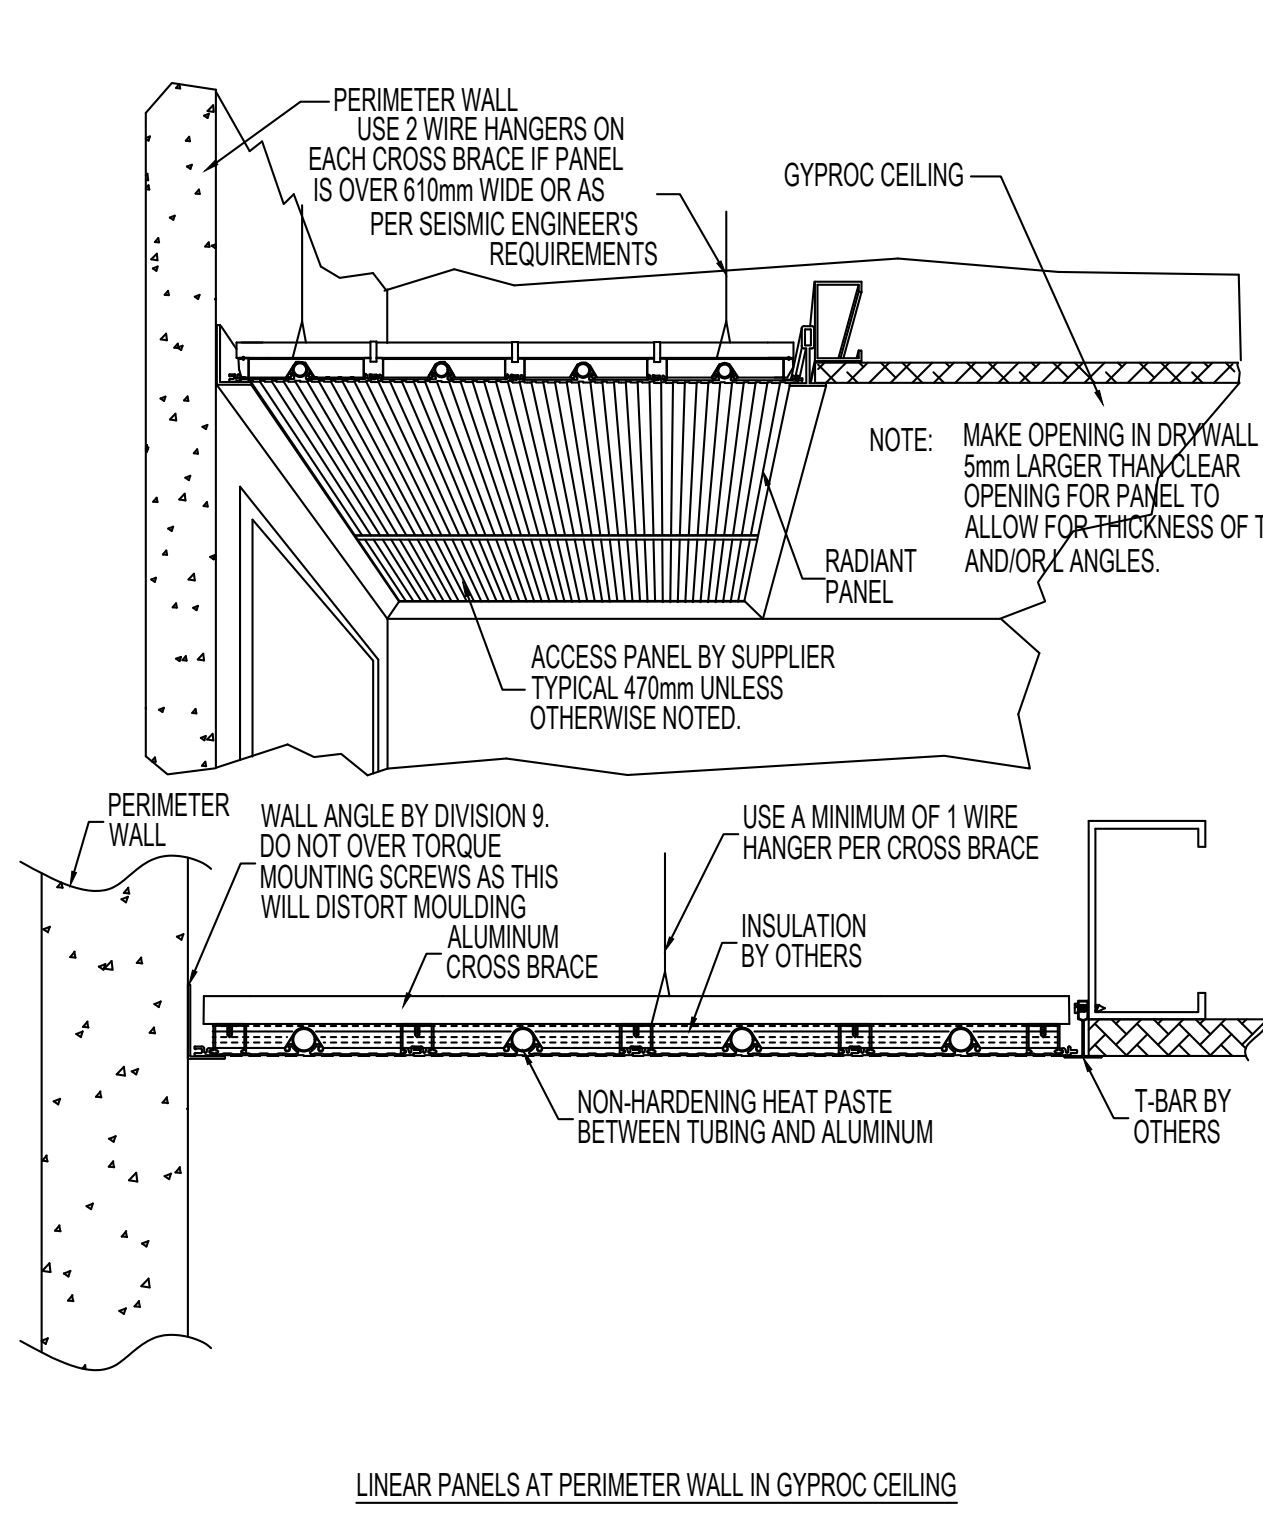 PERIMETER WALL
USE 2 WIRE HANGERS ON
EACH CROSS BRACE IF PANEL
IS OVER 610mm WIDE OR AS
PER SEISMIC ENGINEER'S
REQUIREMENTS
GYPROC CEILING
NOTE: MAKE OPENING IN DRYWALL
5mm LARGER THAN CLEAR
OPENING FOR PANEL TO
ALLOW FOR THICKNESS OF T
AND/OR L ANGLES.
RADIANT
PANEL
ACCESS PANEL BY SUPPLIER
TYPICAL 470mm UNLESS
OTHERWISE NOTED.
PERIMETER
WALL
WALL ANGLE BY DIVISION 9.
DO NOT OVER TORQUE
MOUNTING SCREWS AS THIS
WILL DISTORT MOULDING
ALUMINUM
CROSS BRACE
USE A MINIMUM OF 1 WIRE
HANGER PER CROSS BRACE
INSULATION
BY OTHERS
NON-HARDENING HEAT PASTE
BETWEEN TUBING AND ALUMINUM
T-BAR BY
OTHERS
LINEAR PANELS AT PERIMETER WALL IN GYPROC CEILING